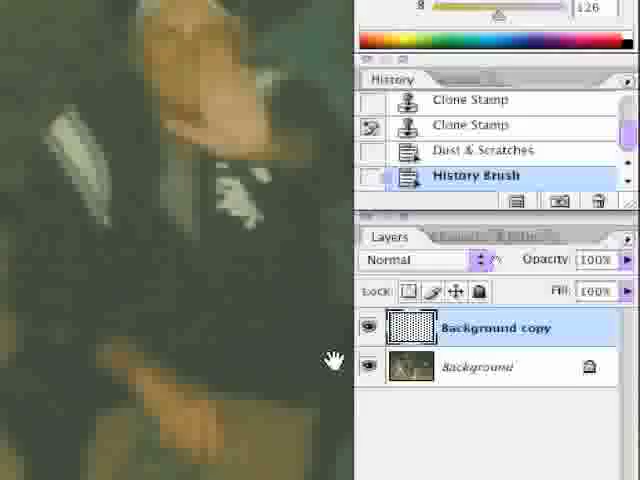 B
126
History
Clone Stamp
Clone Stamp
Dust & Scratches
History Brush
Layers
Normal
Opacity: 100%
Lock:
Fill: 100%
Background copy
Background